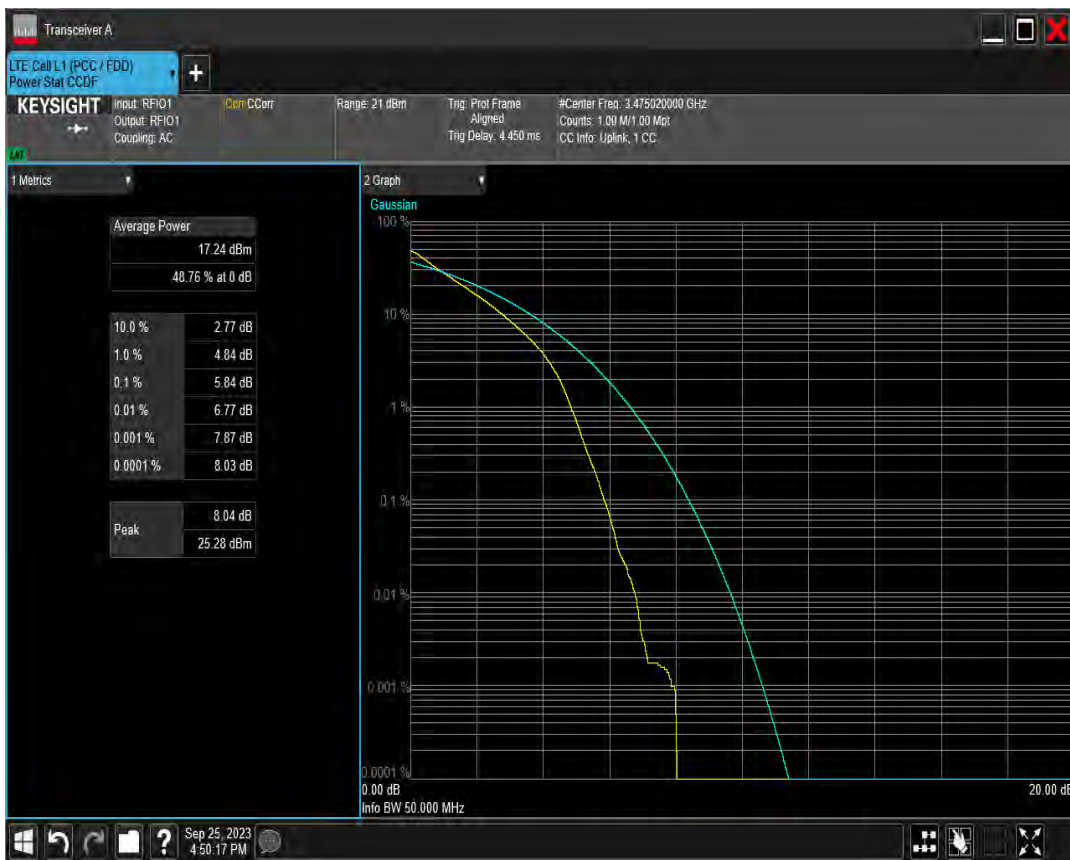 Transceiver A
LTE Cell L1 (PCC / FDD)
Power Stat CCDF
+
KEYSIGHT
Input: RFIO1
Output: RFIO1
Coupling: AC
Corr CCorr
Range: 21 dBm
Trig: Prot Frame
Aligned
Trig Delay: 4.450 ms
#Center Freq: 3.475020000 GHz
Counts: 1.00 M/1.00 Mpt
CC Info: Uplink, 1 CC
1 Metrics
Average Power
17.24 dBm
48.76 % at 0 dB
10.0 % 2.77 dB
1.0 % 4.84 dB
0.1 % 5.84 dB
0.01 % 6.77 dB
0.001 % 7.87 dB
0.0001 % 8.03 dB
Peak
8.04 dB
25.28 dBm
2 Graph
Gaussian
100 %
10 %
1 %
0.1 %
0.01 %
0.001 %
0.0001 %
0.00 dB
20.00 dB
Info BW 50.000 MHz
?
Sep 25, 2023
4:50:17 PM